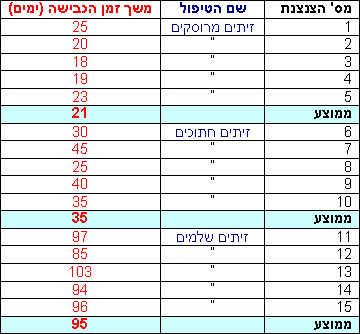 מס' הצנצנת שם הטיפול משך זמן הכבישה (ימים)
1 זיתים מרוסקים 25
2 " 20
3 " 18
4 " 19
5 " 23
ממוצע 21
6 זיתים חתוכים 30
7 " 45
8 " 25
9 " 40
10 " 35
ממוצע 35
11 זיתים שלמים 97
12 " 85
13 " 103
14 " 94
15 " 96
ממוצע 95